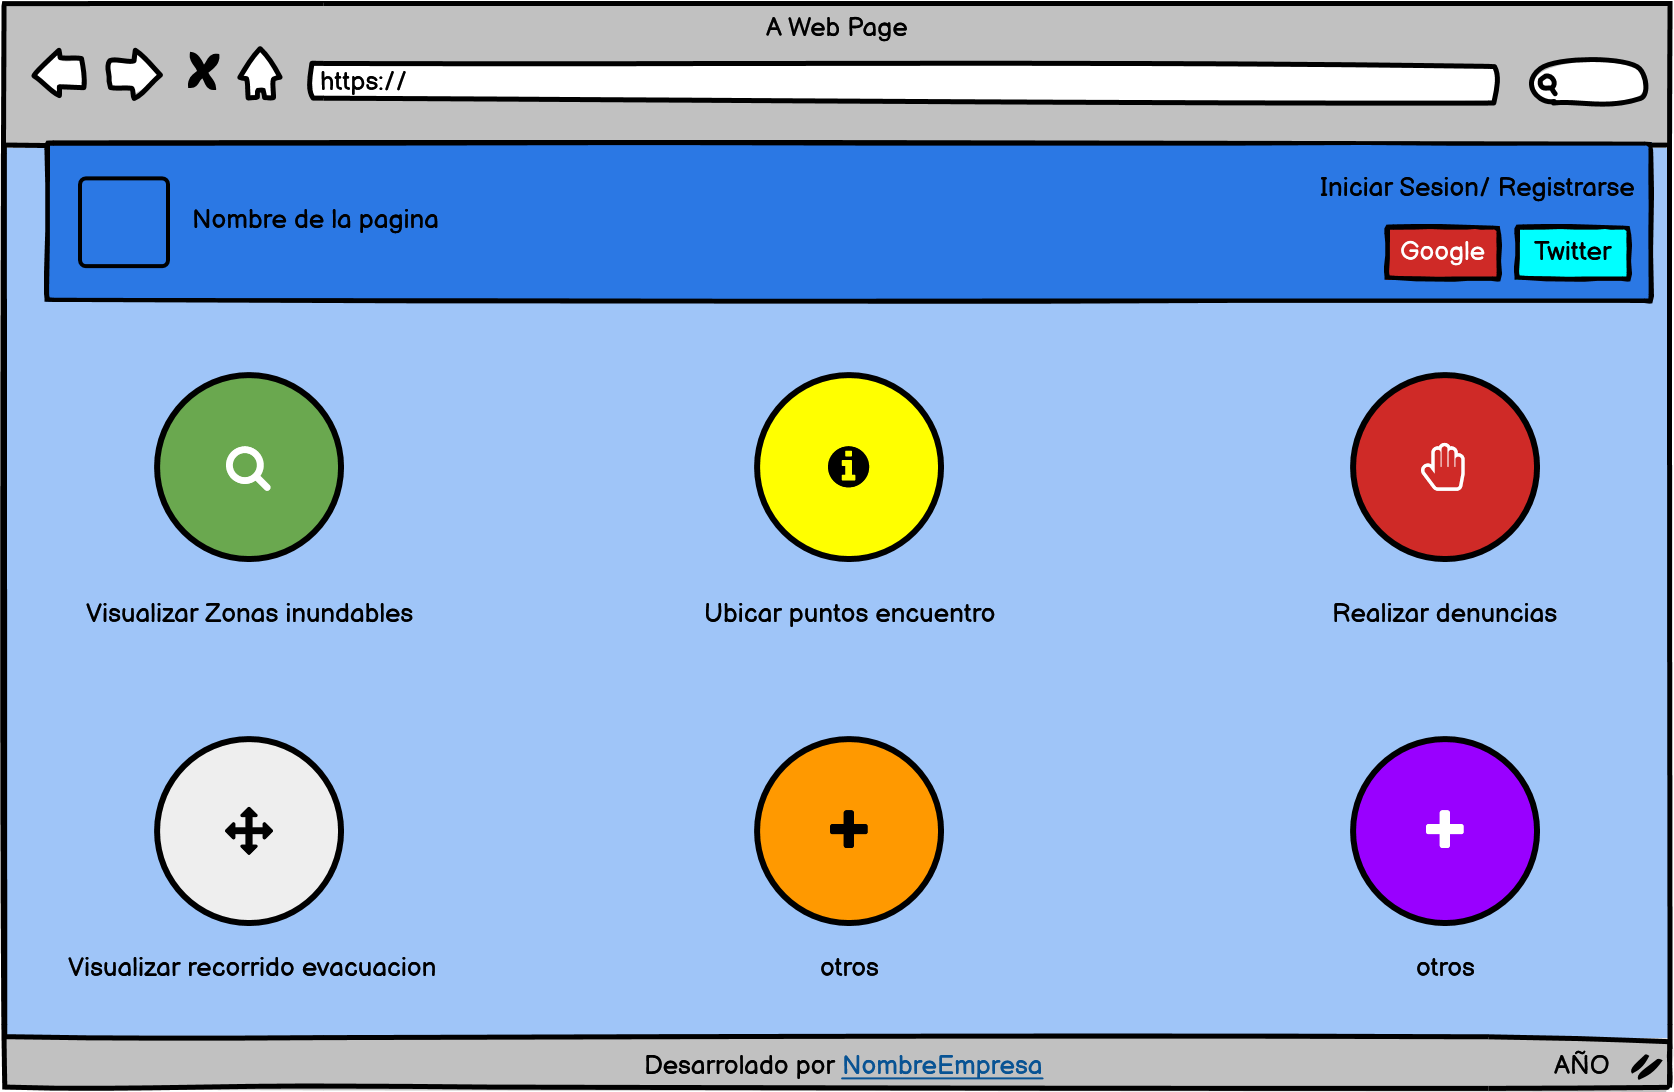 A Web Page
https://
Iniciar Sesion/ Registrarse
Nombre de la pagina
Google
Twitter
Visualizar Zonas inundables
Ubicar puntos encuentro
Realizar denuncias
Visualizar recorrido evacuacion
otros
otros
Desarrolado por NombreEmpresa
AÑO